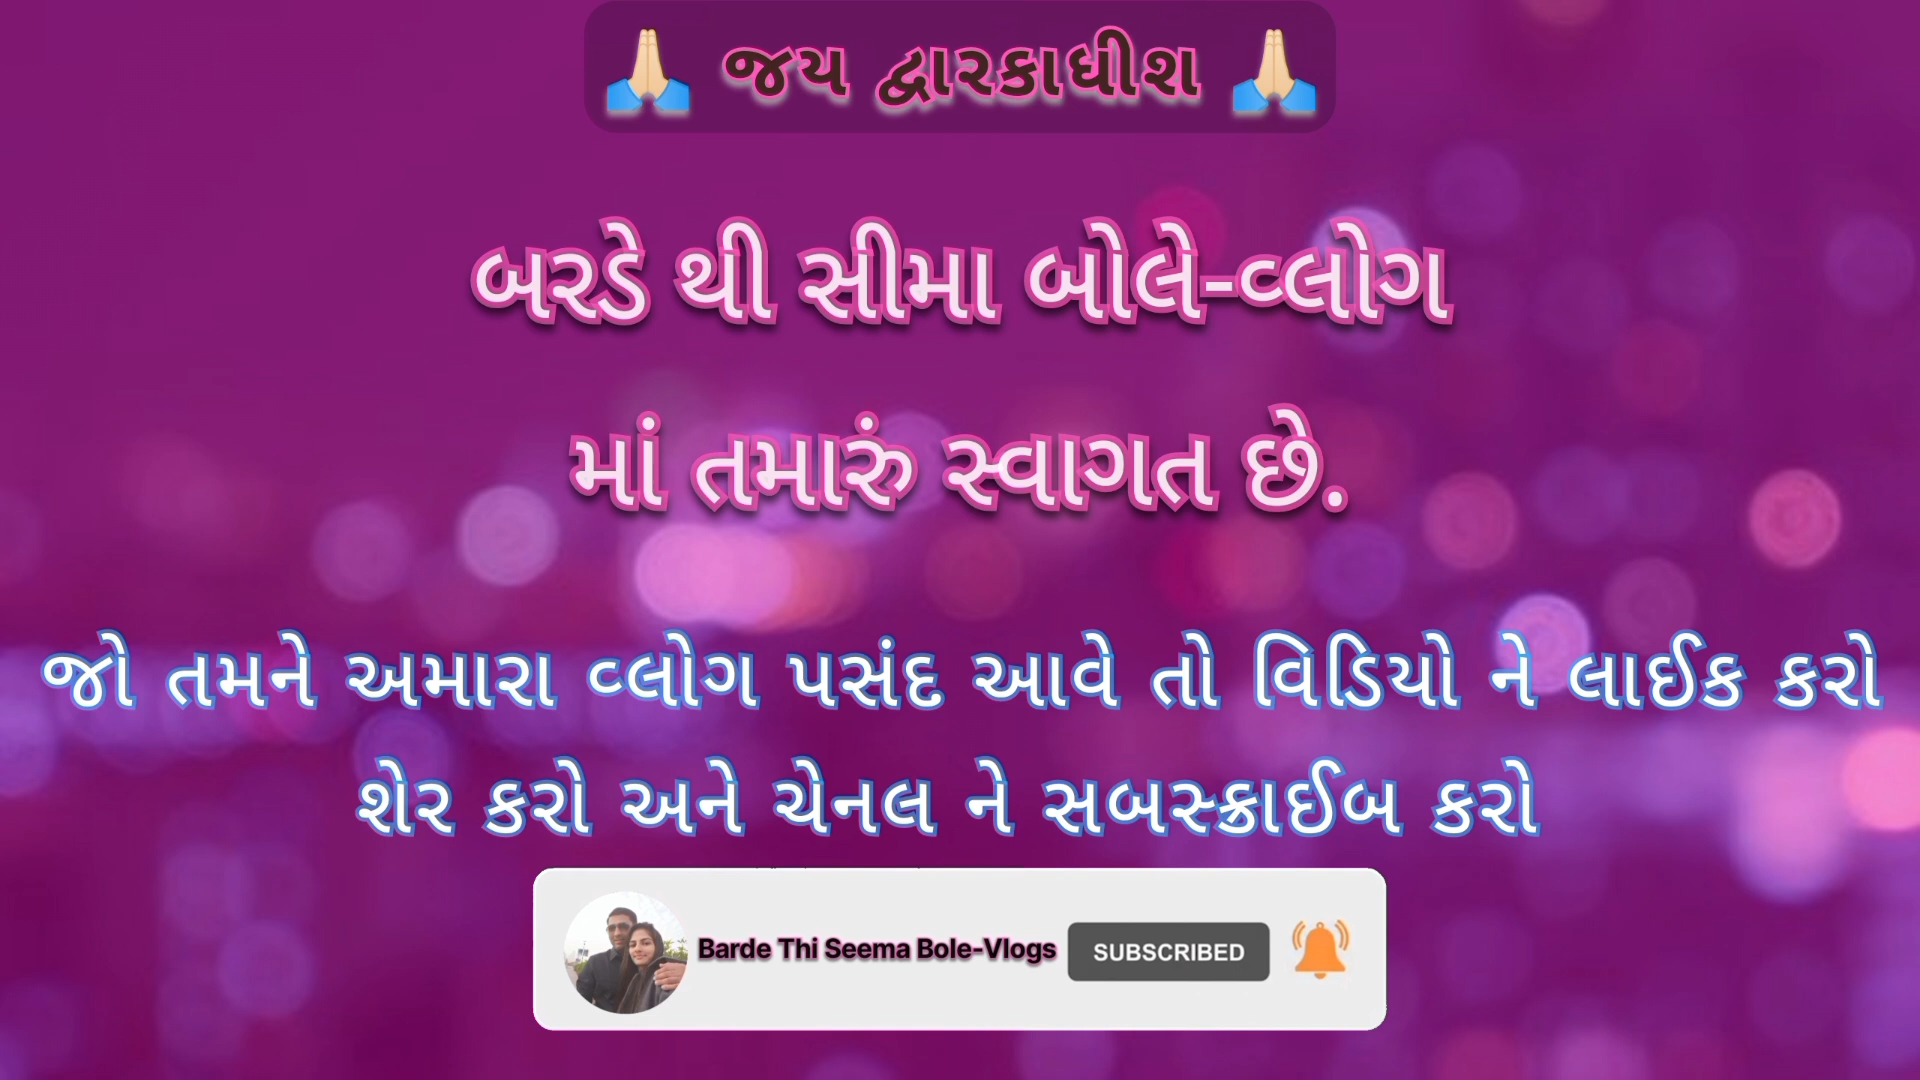 🙏🏻 જય દ્વારકાધીશ 🙏🏻
બરડે થી સીમા બોલે-વ્લોગ
માં તમારું સ્વાગત છે.
જો તમને અમારા વ્લોગ પસંદ આવે તો વિડિયો ને લાઈક કરો
શેર કરો અને ચેનલ ને સબસ્ક્રાઈબ કરો
Barde Thi Seema Bole-Vlogs SUBSCRIBED